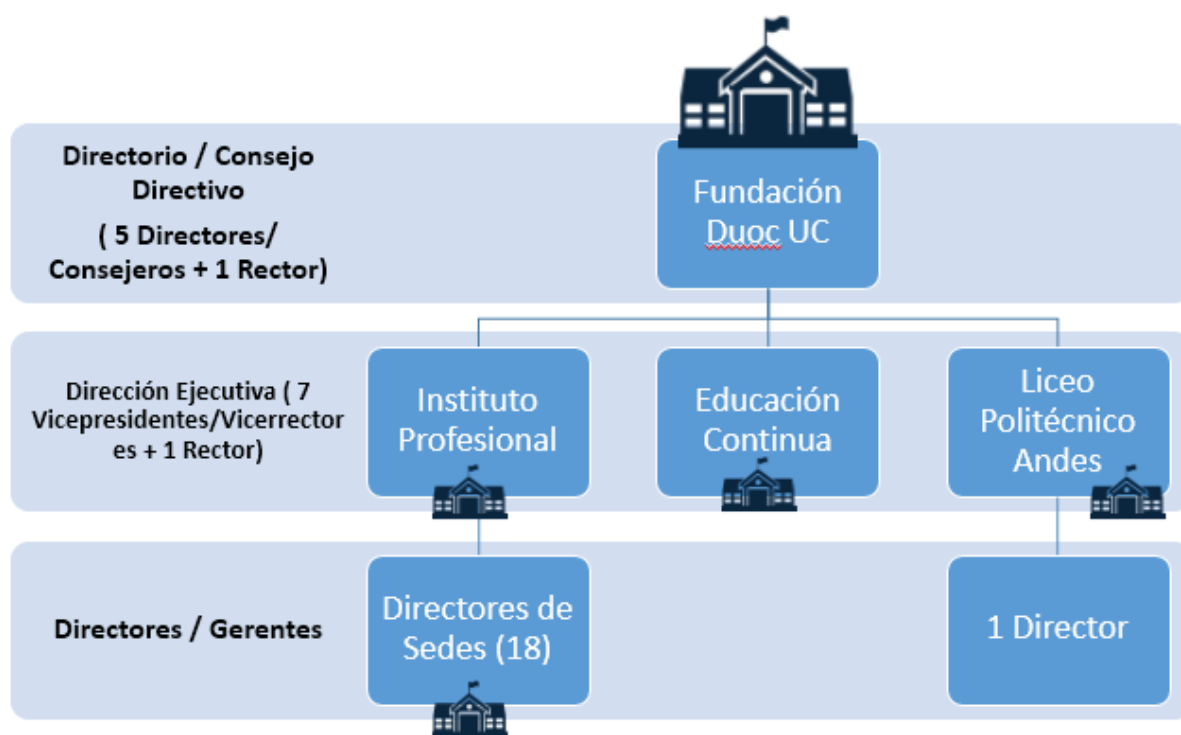 Directorio / Consejo
Directivo
( 5 Directores/
Consejeros + 1 Rector)
Fundación
Duoc UC
Dirección Ejecutiva ( 7
Vicepresidentes/Vicerrector
es + 1 Rector)
Instituto
Profesional
Educación
Continua
Liceo
Politécnico
Andes
Directores / Gerentes
Directores de
Sedes (18)
1 Director